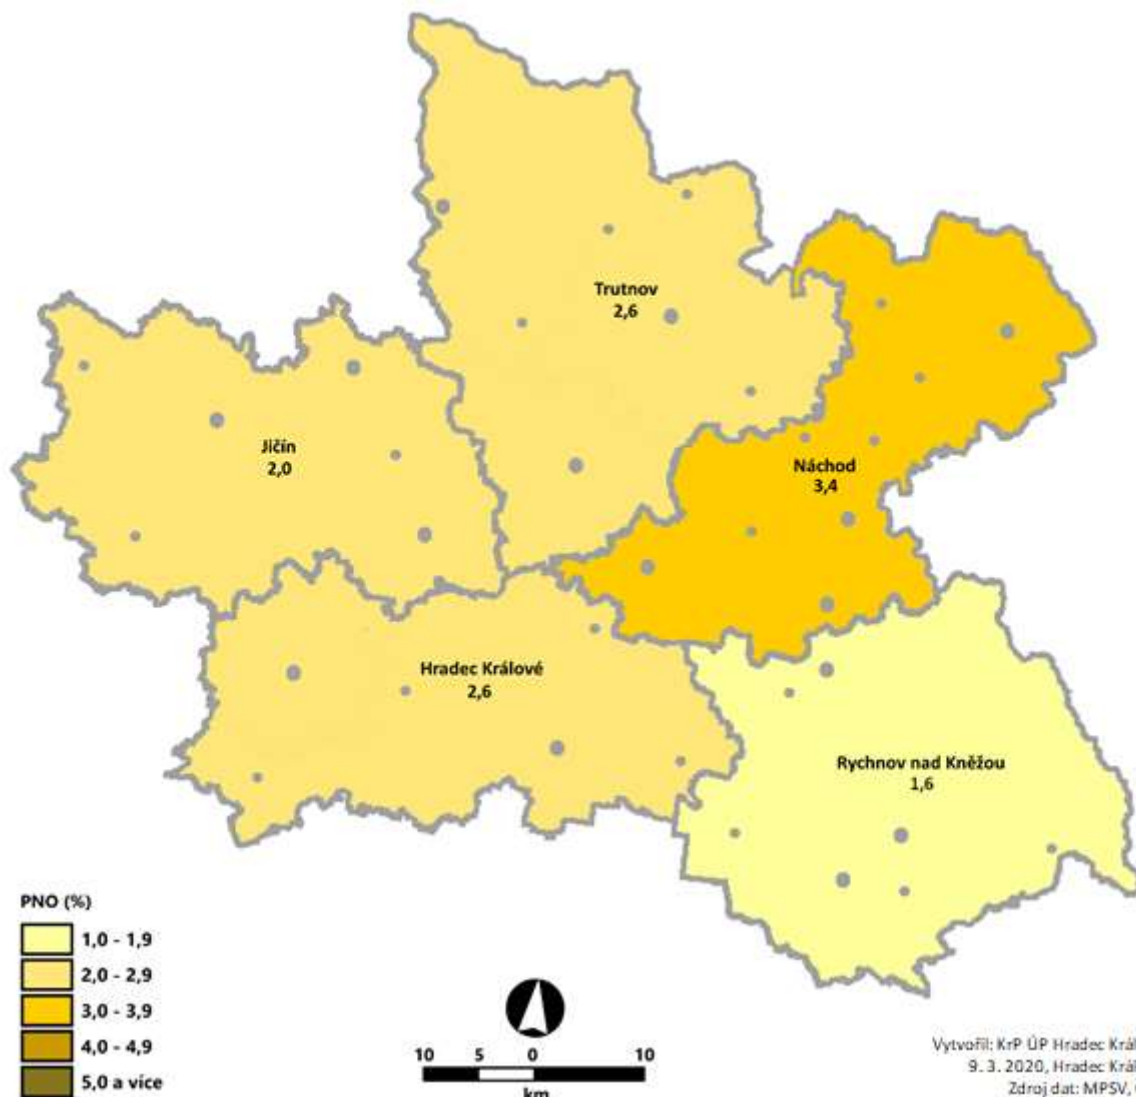 Trutnov
2,6
Jičín
2,0
Náchod
3,4
Hradec Králové
2,6
Rychnov nad Kněžou
1,6
PNO (%)
1,0 - 1,9
2,0 - 2,9
3,0 - 3,9
4,0 - 4,9
5,0 a více
10 5 0 10
km
Vytvořil: KrP ÚP Hradec Král
9. 3. 2020, Hradec Král
Zdroj dat: MPSV,